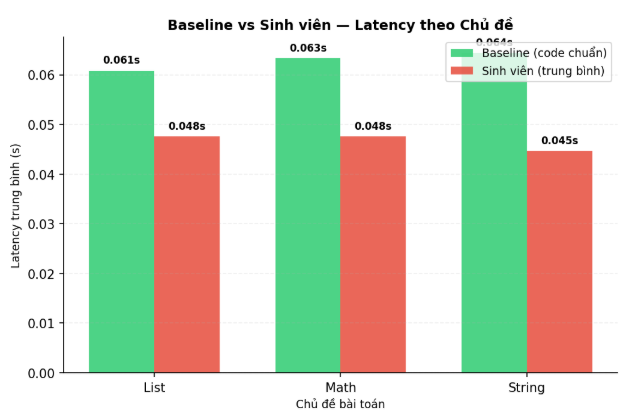 Baseline vs Sinh viên — Latency theo Chủ đề
0.061s
0.063s
0.064s
Baseline (code chuẩn)
Sinh viên (trung bình)
0.048s
0.048s
0.045s
Latency trung bình (s)
0.06
0.05
0.04
0.03
0.02
0.01
0.00
List
Math
String
Chủ đề bài toán